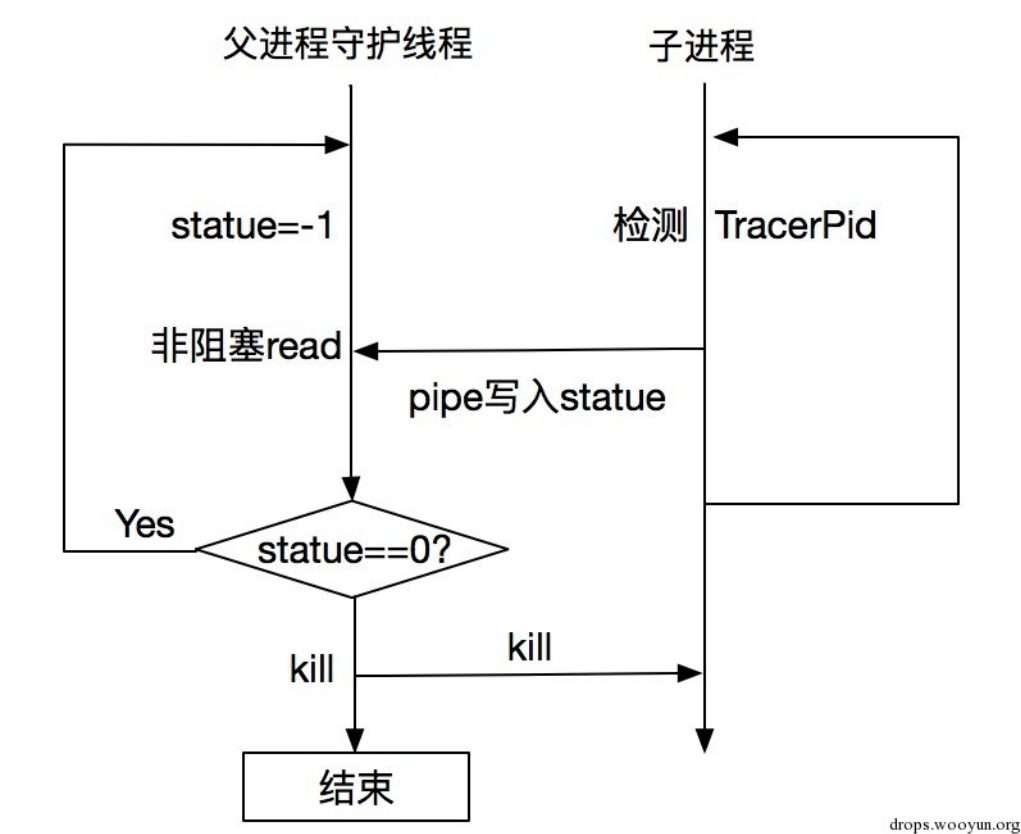 父进程守护线程
子进程
statue=-1
检测 TracerPid
非阻塞read
pipe写入statue
Yes
statue==0?
kill
kill
结束
drops.wooyun.org